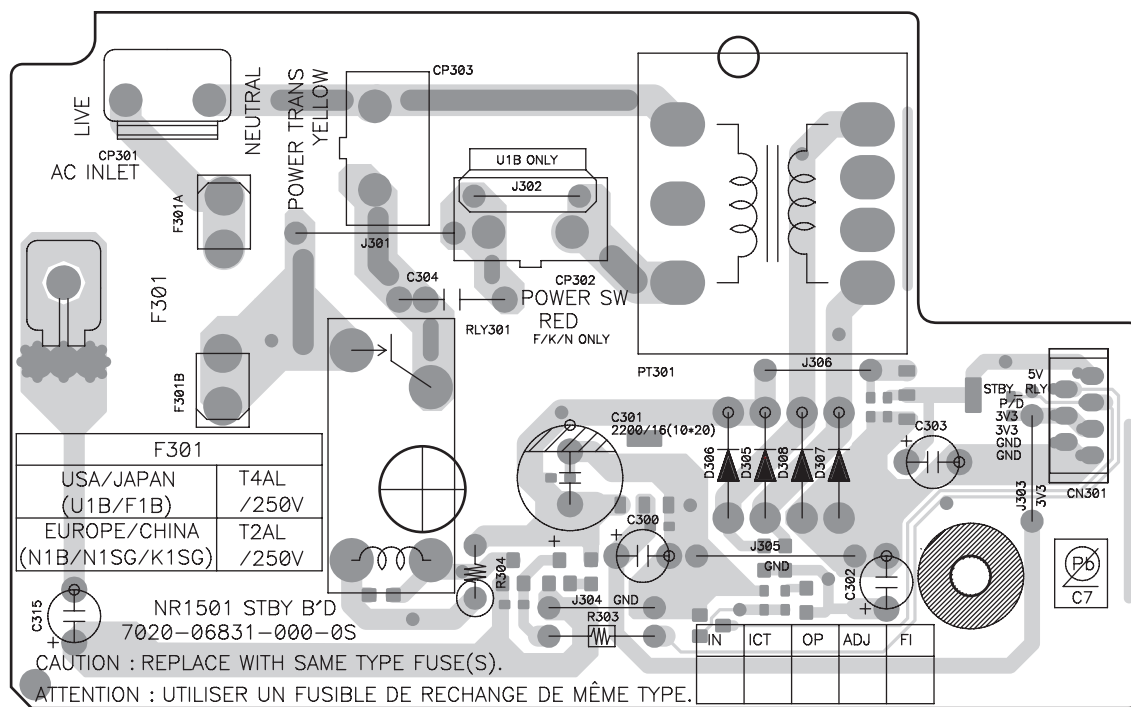 LIVE
NEUTRAL
CP301
AC INLET
POWER TRANS
YELLOW
CP303
U1B ONLY
J302
F301A
J301
C304
CP302
POWER SW
RED
F/K/N ONLY
RLY301
F301
F301B
PT301
J306
5V
STBY_RLY
P/D
3V3
3V3
GND
GND
CN301
J303
3V3
C301
2200/16(10*20)
C303
D306
D305
D308
D307
F301
USA/JAPAN
(U1B/F1B)
T4AL
/250V
EUROPE/CHINA
(N1B/N1SG/K1SG)
T2AL
/250V
C300
J305
GND
C302
R304
J304 GND
R303
C315
NR1501 STBY B'D
7020-06831-000-0S
Pb
C7
IN ICT OP ADJ FI
CAUTION : REPLACE WITH SAME TYPE FUSE(S).
ATTENTION : UTILISER UN FUSIBLE DE RECHANGE DE MÊME TYPE.